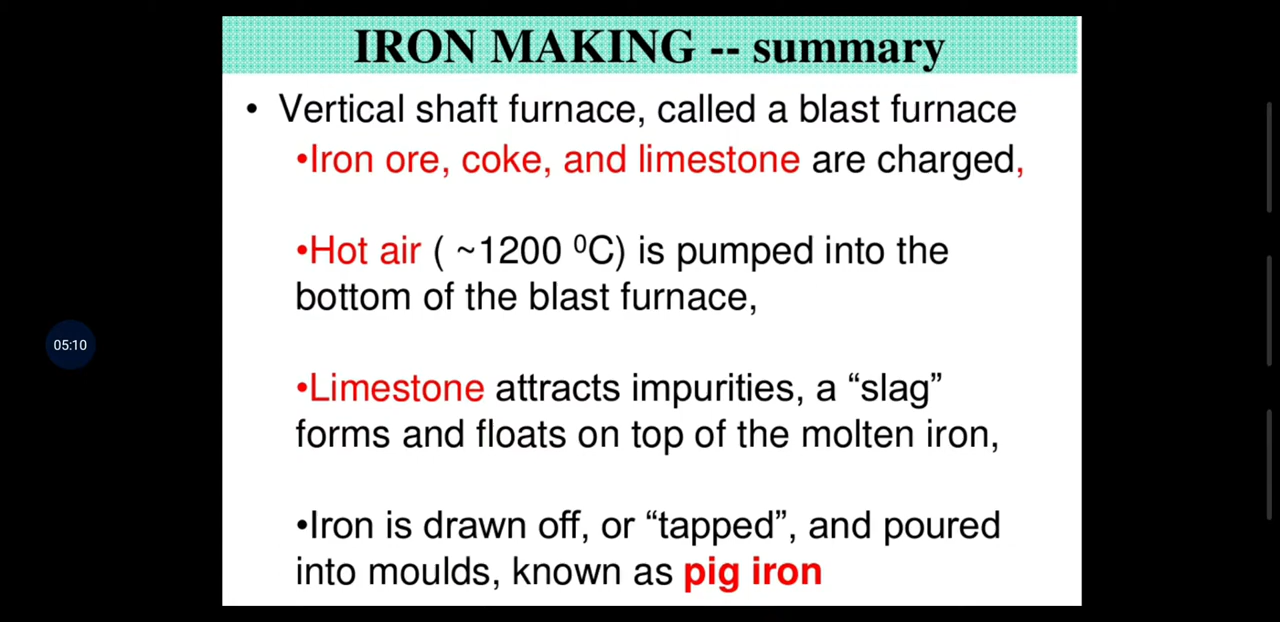 IRON MAKING -- summary
• Vertical shaft furnace, called a blast furnace
•Iron ore, coke, and limestone are charged,
•Hot air ( ~1200 ⁰C) is pumped into the
bottom of the blast furnace,
05:10
•Limestone attracts impurities, a “slag”
forms and floats on top of the molten iron,
•Iron is drawn off, or “tapped”, and poured
into moulds, known as pig iron